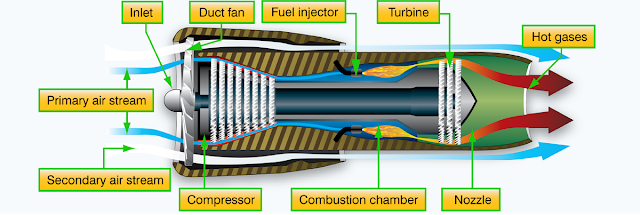 Inlet
Duct fan
Fuel injector
Turbine
Hot gases
Primary air stream
Secondary air stream
Compressor
Combustion chamber
Nozzle